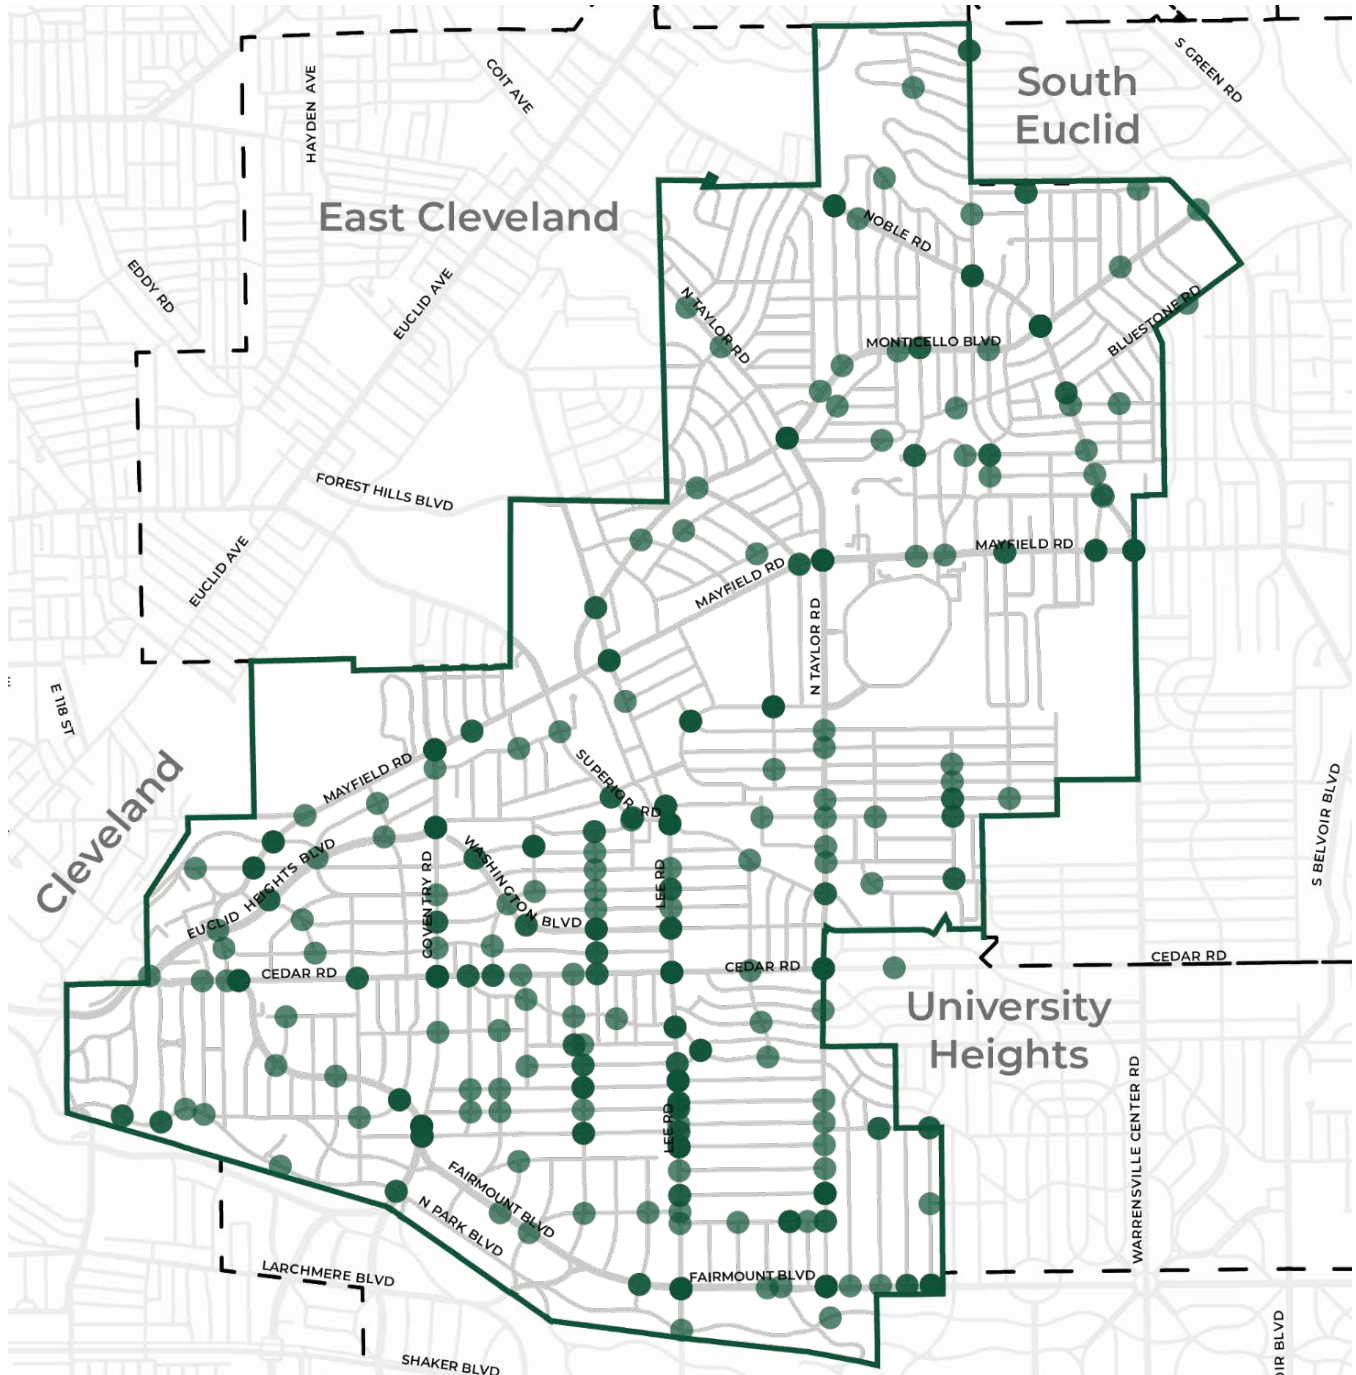 S GREEN RD
South
Euclid
COIT AVE
HAYDEN AVE
East Cleveland
NOBLE RD
EDDY RD
EUCLID AVE
N TAYLOR RD
BLUESTONE RD
MONTICELLO BLVD
FOREST HILLS BLVD
MAYFIELD RD
EUCLID AVE
MAYFIELD RD
N TAYLOR RD
E 118 ST
Cleveland
MAYFIELD RD
SUPERIOR RD
S BELVOIR BLVD
EUCLID HEIGHTS BLVD
COVENTRY RD
WASHINGTON BLVD
LEE RD
CEDAR RD
CEDAR RD
CEDAR RD
University
Heights
LEE RD
WARRENSVILLE CENTER RD
FAIRMOUNT BLVD
N PARK BLVD
LARCHMERE BLVD
FAIRMOUNT BLVD
SHAKER BLVD
OIR BLVD